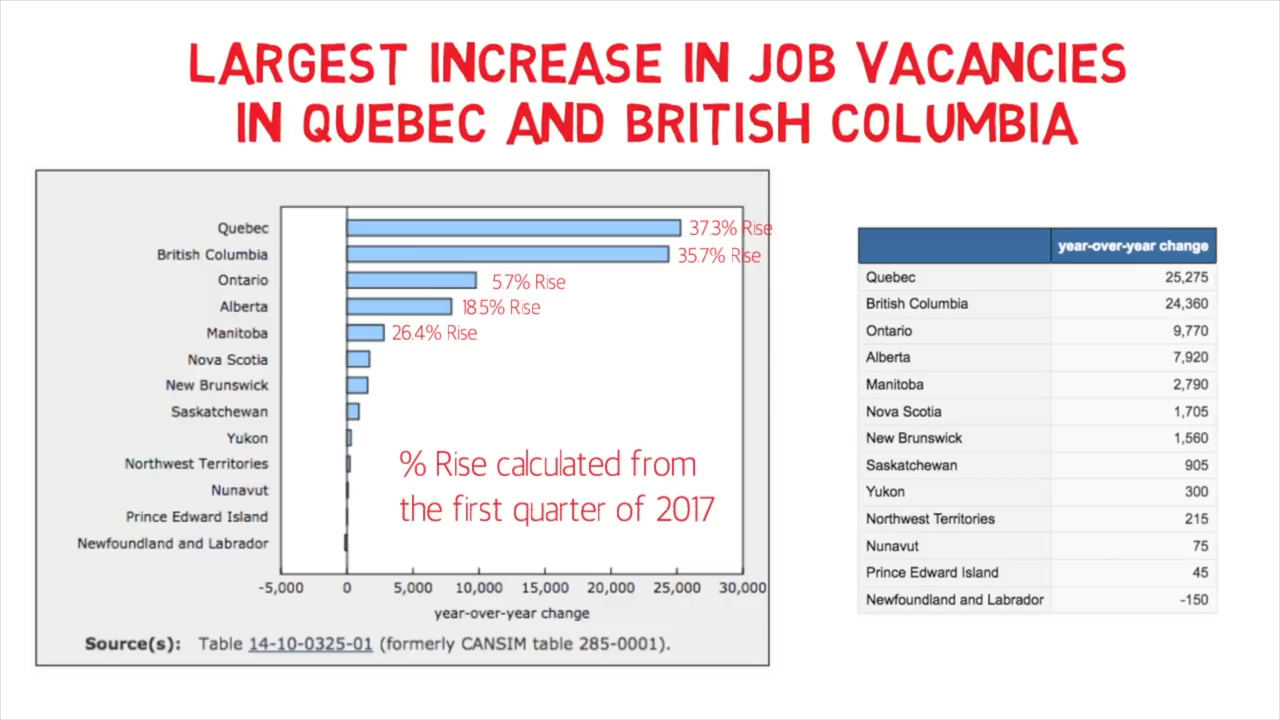 LARGEST INCREASE IN JOB VACANCIES
IN QUEBEC AND BRITISH COLUMBIA
Quebec 37.3% Rise
British Columbia 35.7% Rise
Ontario 5.7% Rise
Alberta 18.5% Rise
Manitoba 26.4% Rise
Nova Scotia
New Brunswick
Saskatchewan
Yukon
Northwest Territories
Nunavut
Prince Edward Island
Newfoundland and Labrador
% Rise calculated from
the first quarter of 2017
-5,000 0 5,000 10,000 15,000 20,000 25,000 30,000
year-over-year change
Source(s): Table 14-10-0325-01 (formerly CANSIM table 285-0001).
year-over-year change
Quebec 25,275
British Columbia 24,360
Ontario 9,770
Alberta 7,920
Manitoba 2,790
Nova Scotia 1,705
New Brunswick 1,560
Saskatchewan 905
Yukon 300
Northwest Territories 215
Nunavut 75
Prince Edward Island 45
Newfoundland and Labrador -150